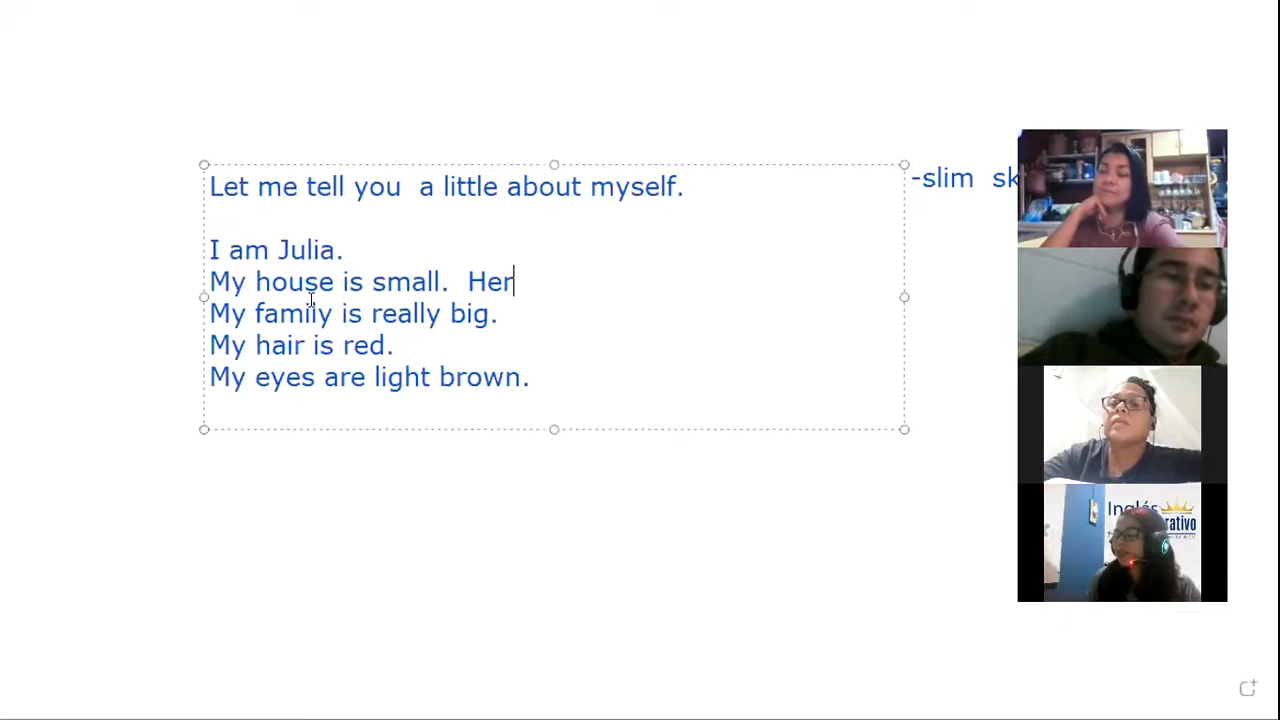 Let me tell you  a little about myself.
-slim
I am Julia.
My house is small.  Her
My family is really big.
My hair is red.
My eyes are light brown.
Inglés